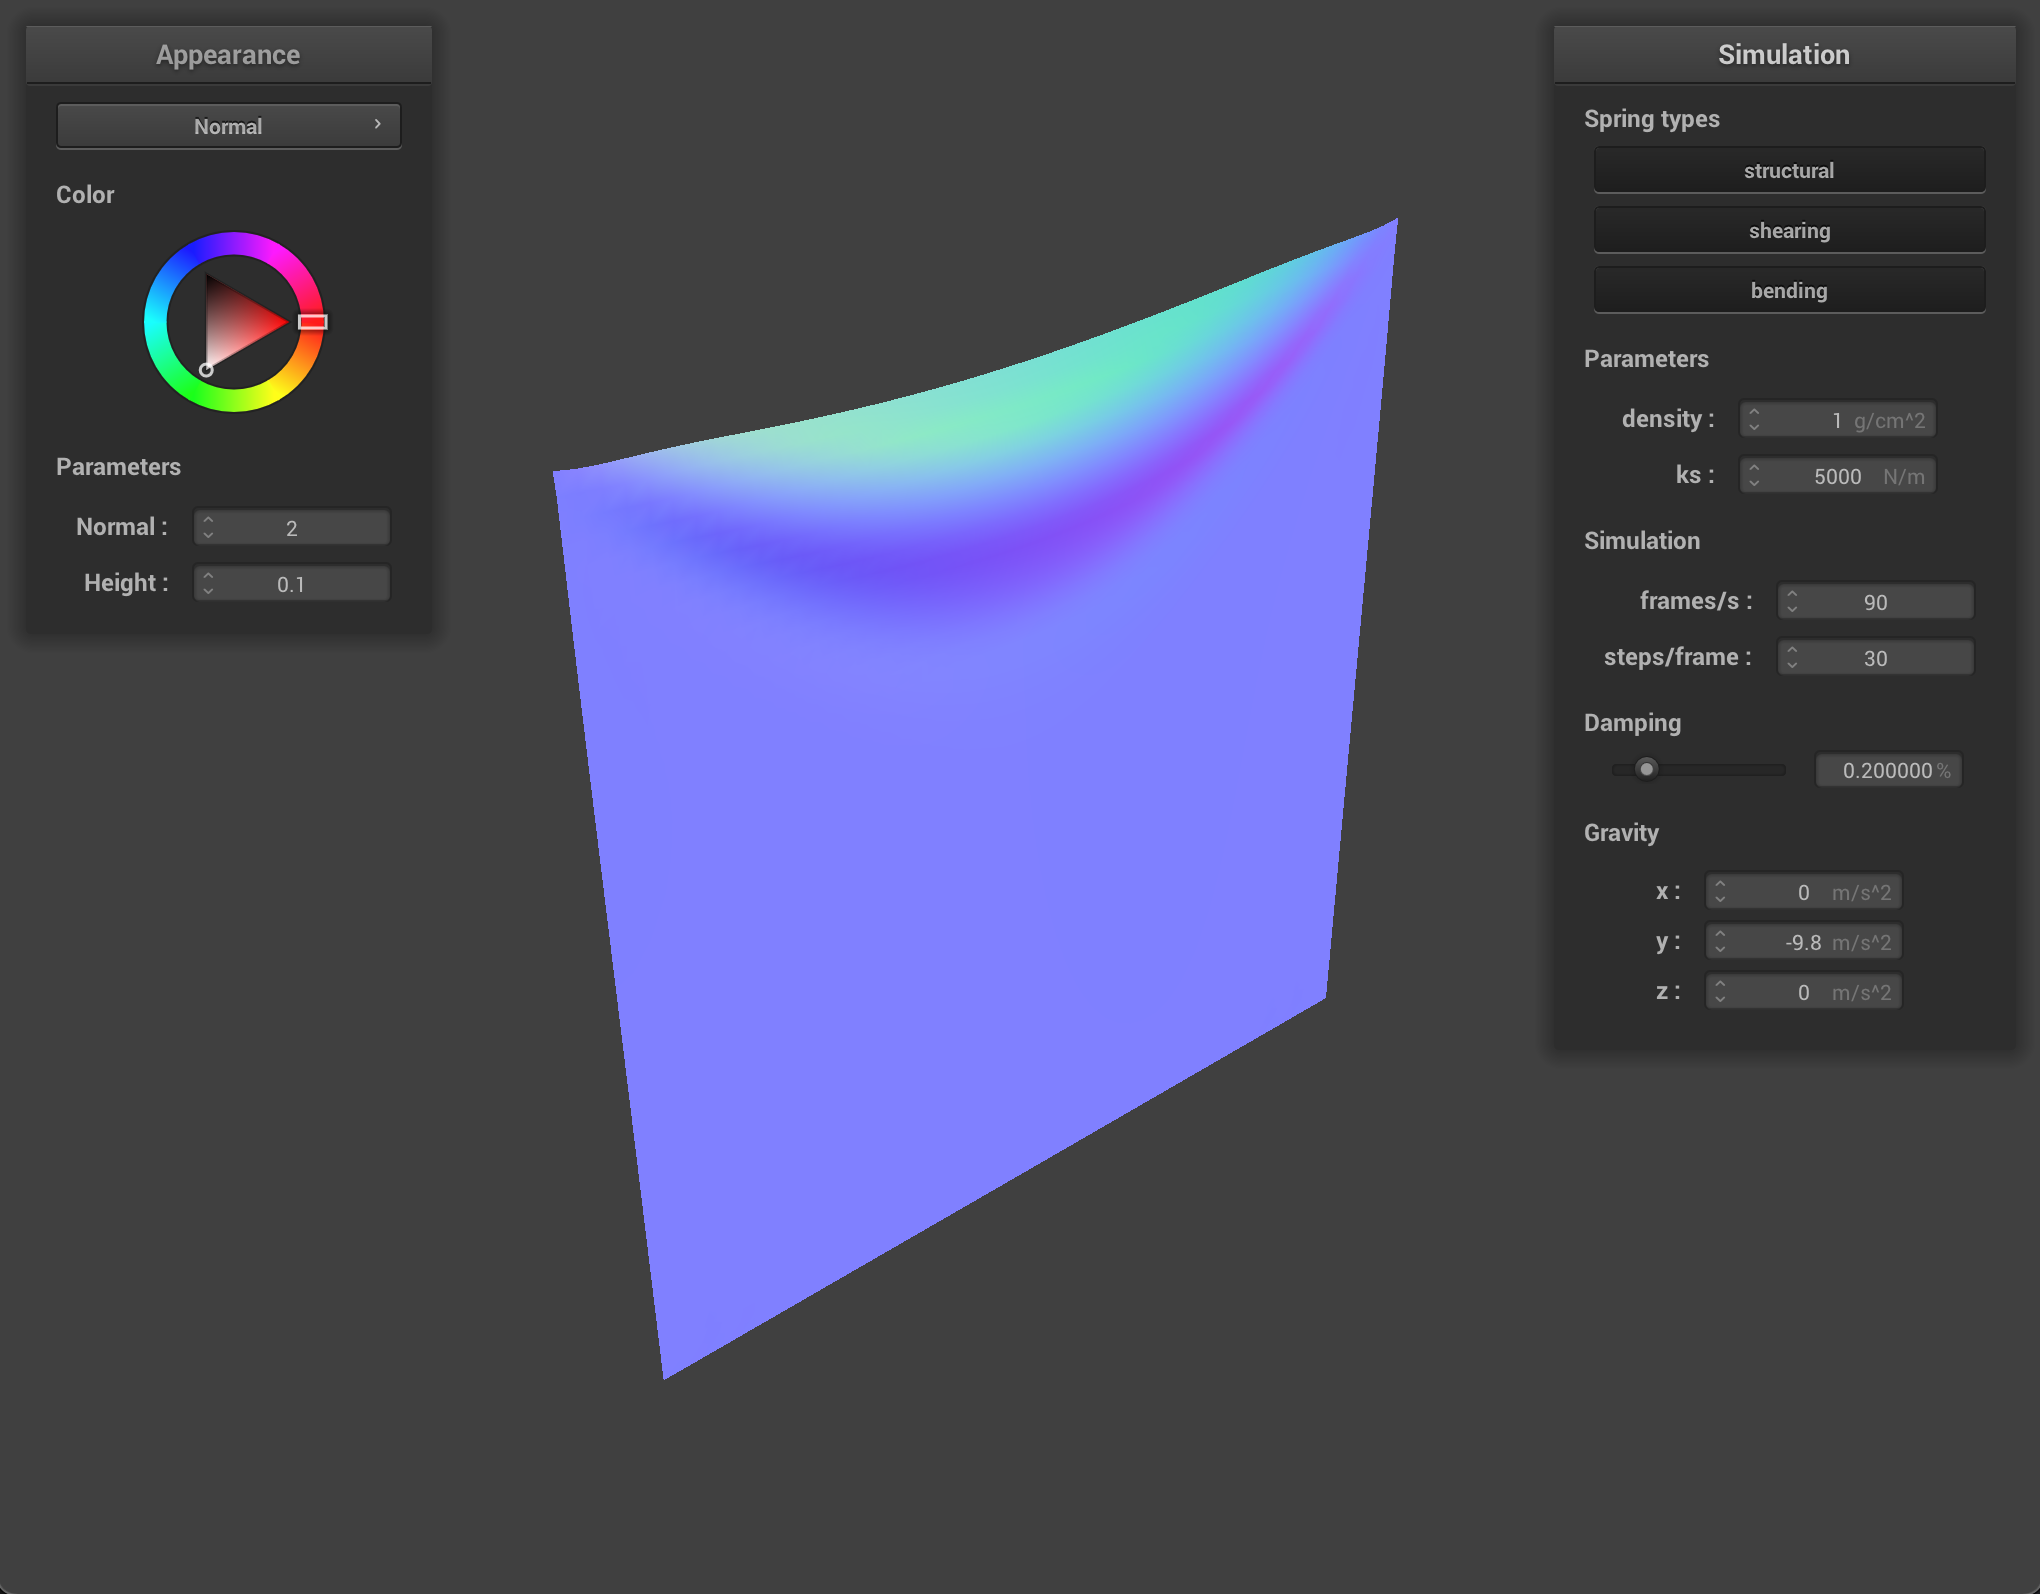 Appearance
Normal
Color
Parameters
Normal : 2
Height : 0.1
Simulation
Spring types
structural
shearing
bending
Parameters
density : 1 g/cm^2
ks : 5000 N/m
Simulation
frames/s : 90
steps/frame : 30
Damping
0.200000 %
Gravity
x : 0 m/s^2
y : -9.8 m/s^2
z : 0 m/s^2